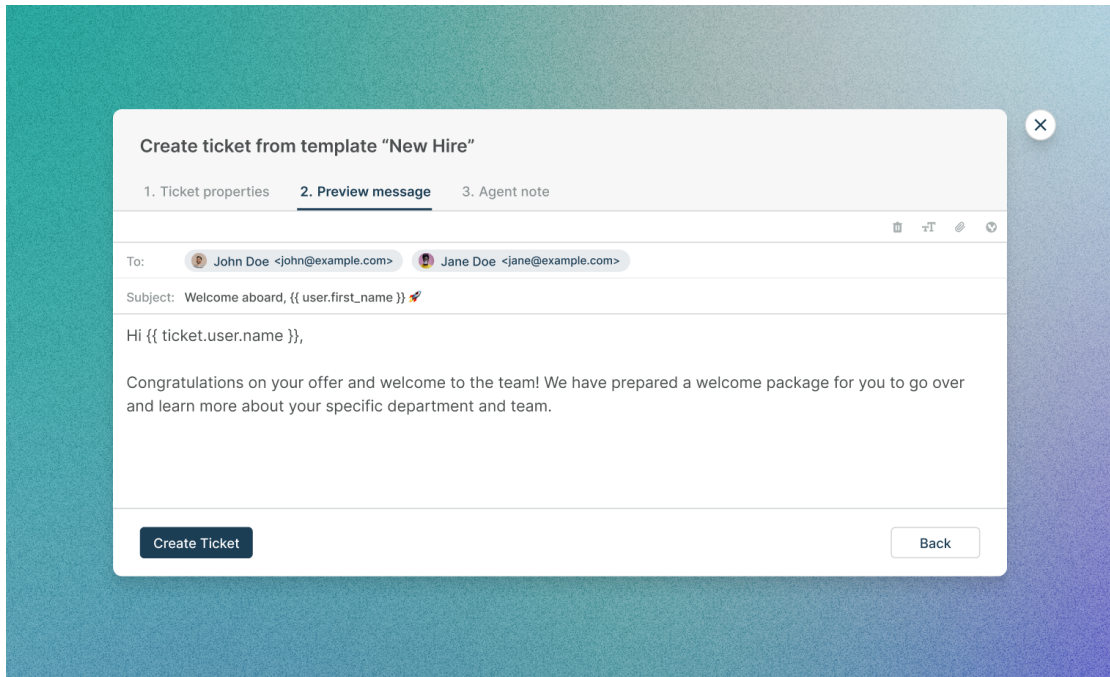 Create ticket from template “New Hire”
1. Ticket properties 2. Preview message 3. Agent note
To: John Doe <john@example.com> Jane Doe <jane@example.com>
Subject: Welcome aboard, {{ user.first_name }} 🚀
Hi {{ ticket.user.name }},
Congratulations on your offer and welcome to the team! We have prepared a welcome package for you to go over
and learn more about your specific department and team.
Create Ticket Back